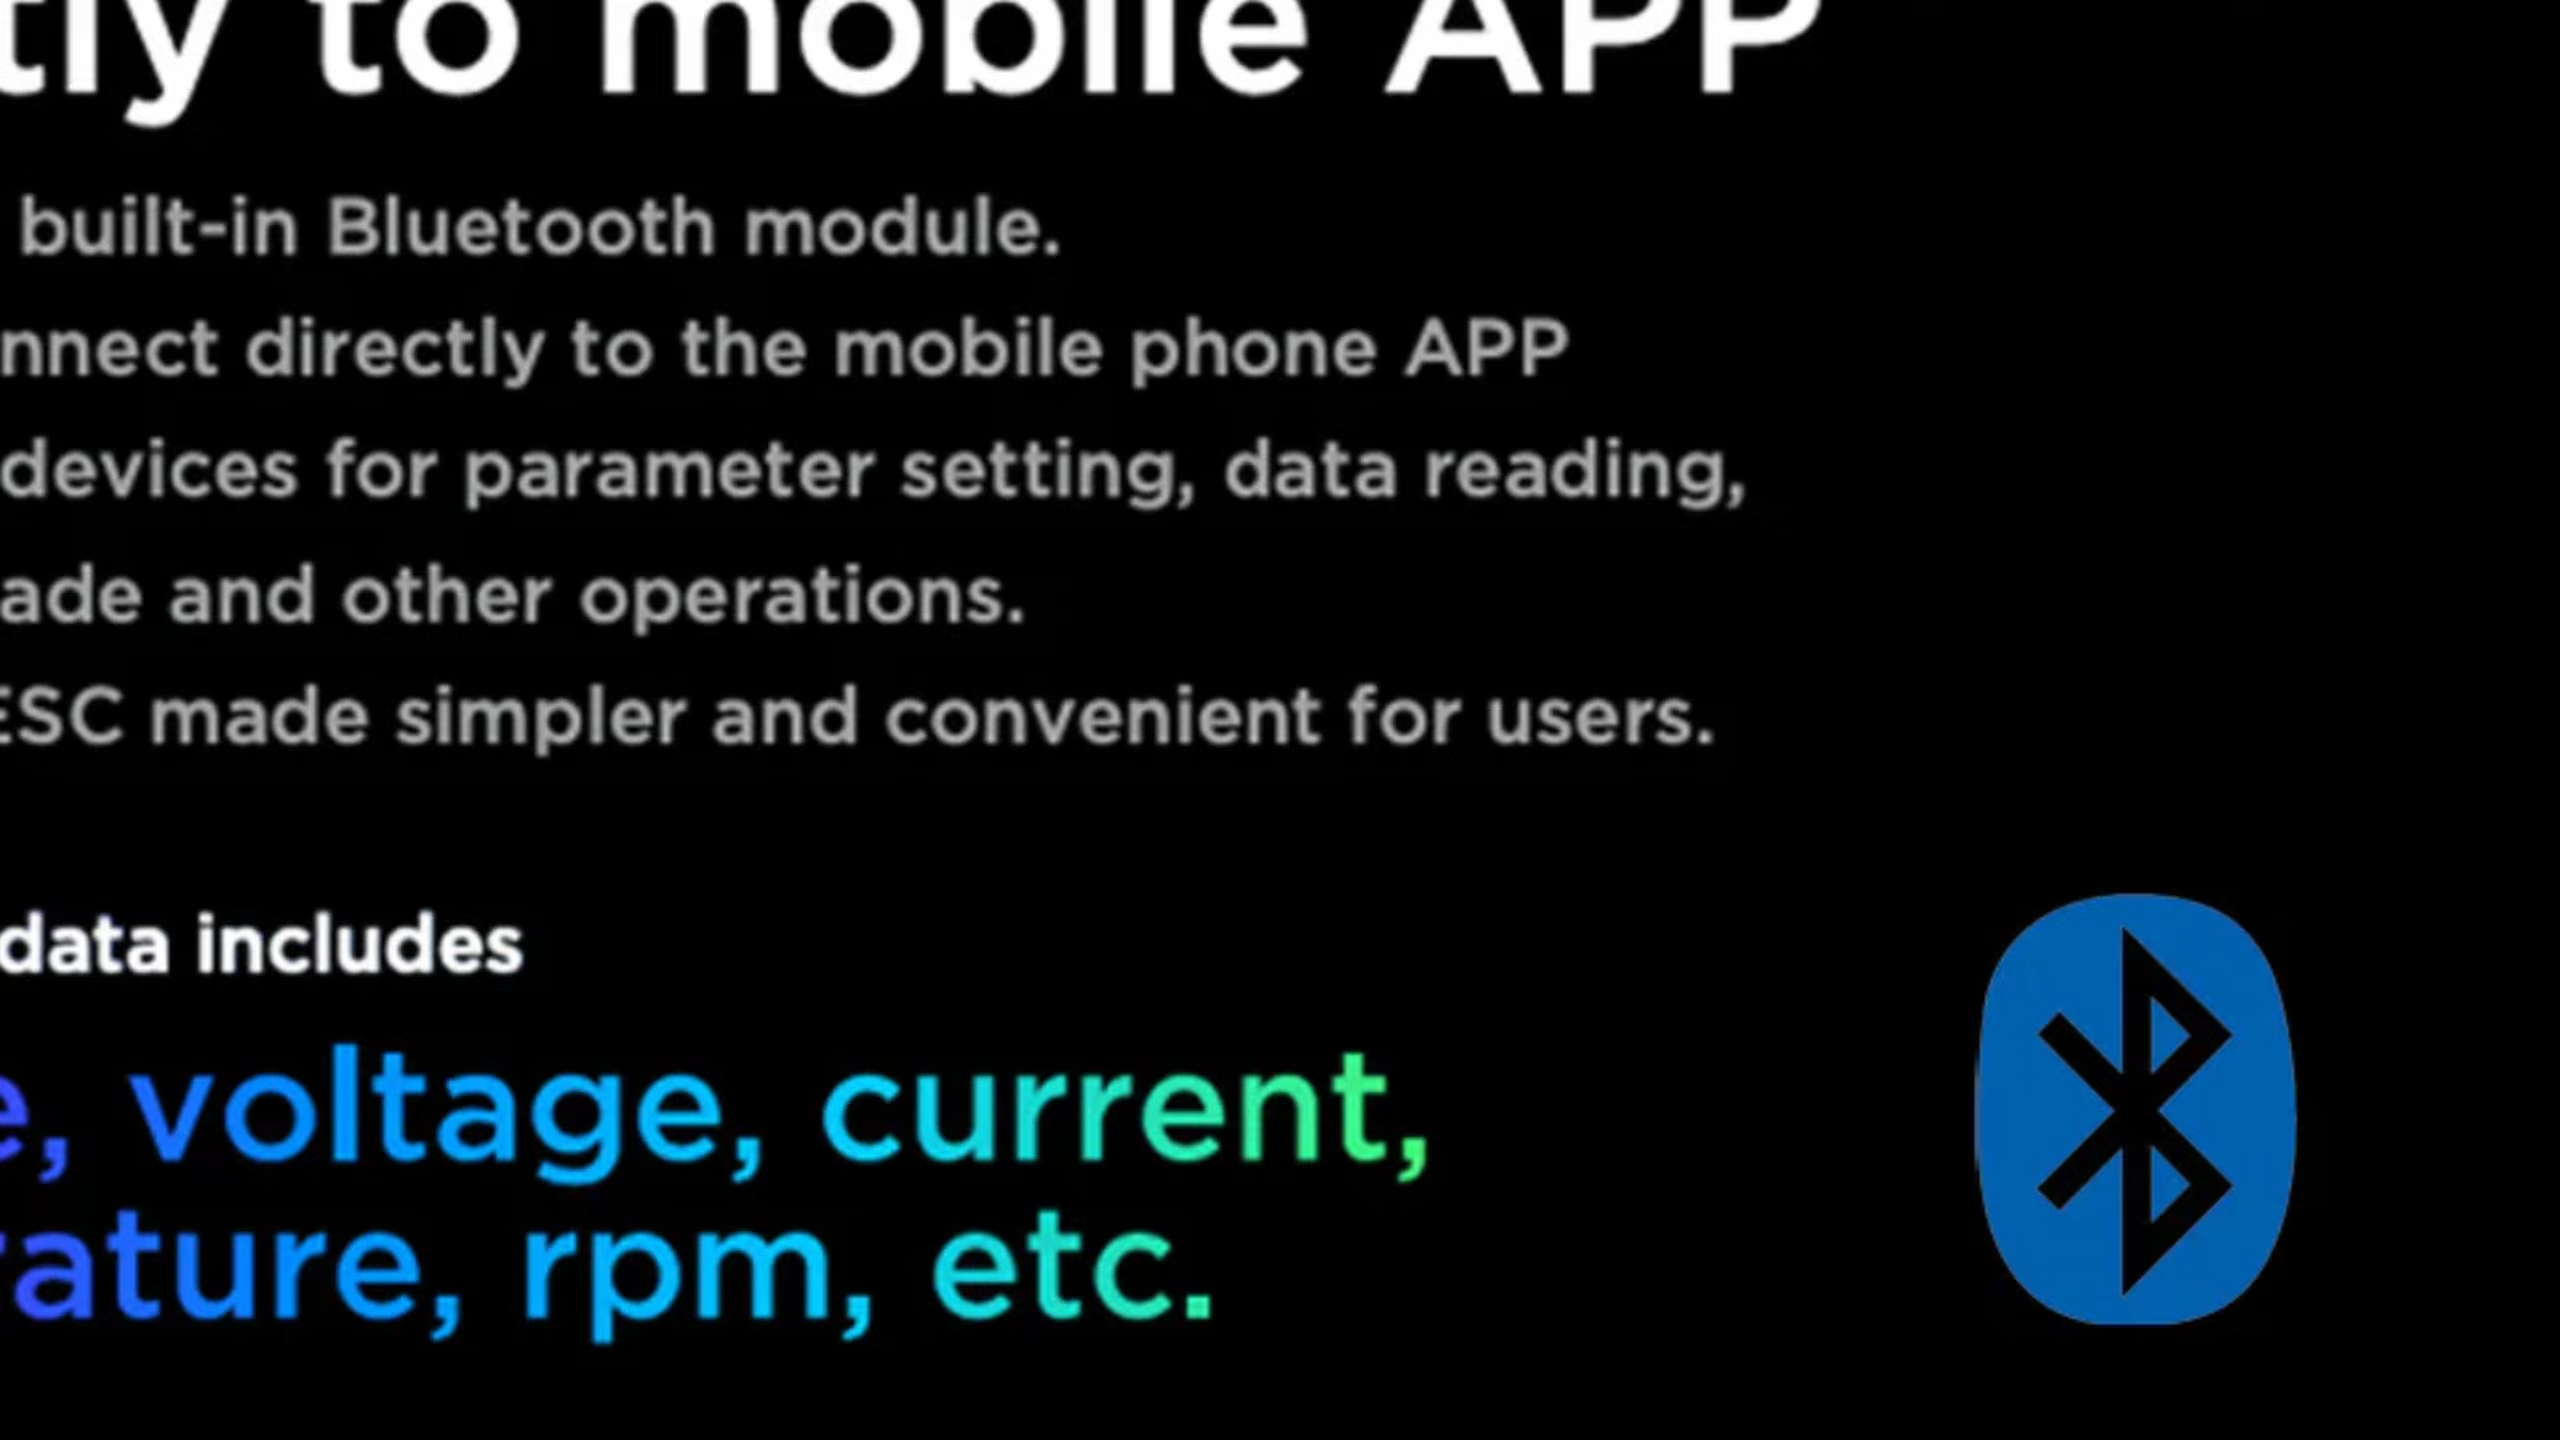 tly to mobile APP
built-in Bluetooth module.
nnect directly to the mobile phone APP
devices for parameter setting, data reading,
ade and other operations.
ESC made simpler and convenient for users.
data includes
e, voltage, current,
rature, rpm, etc.